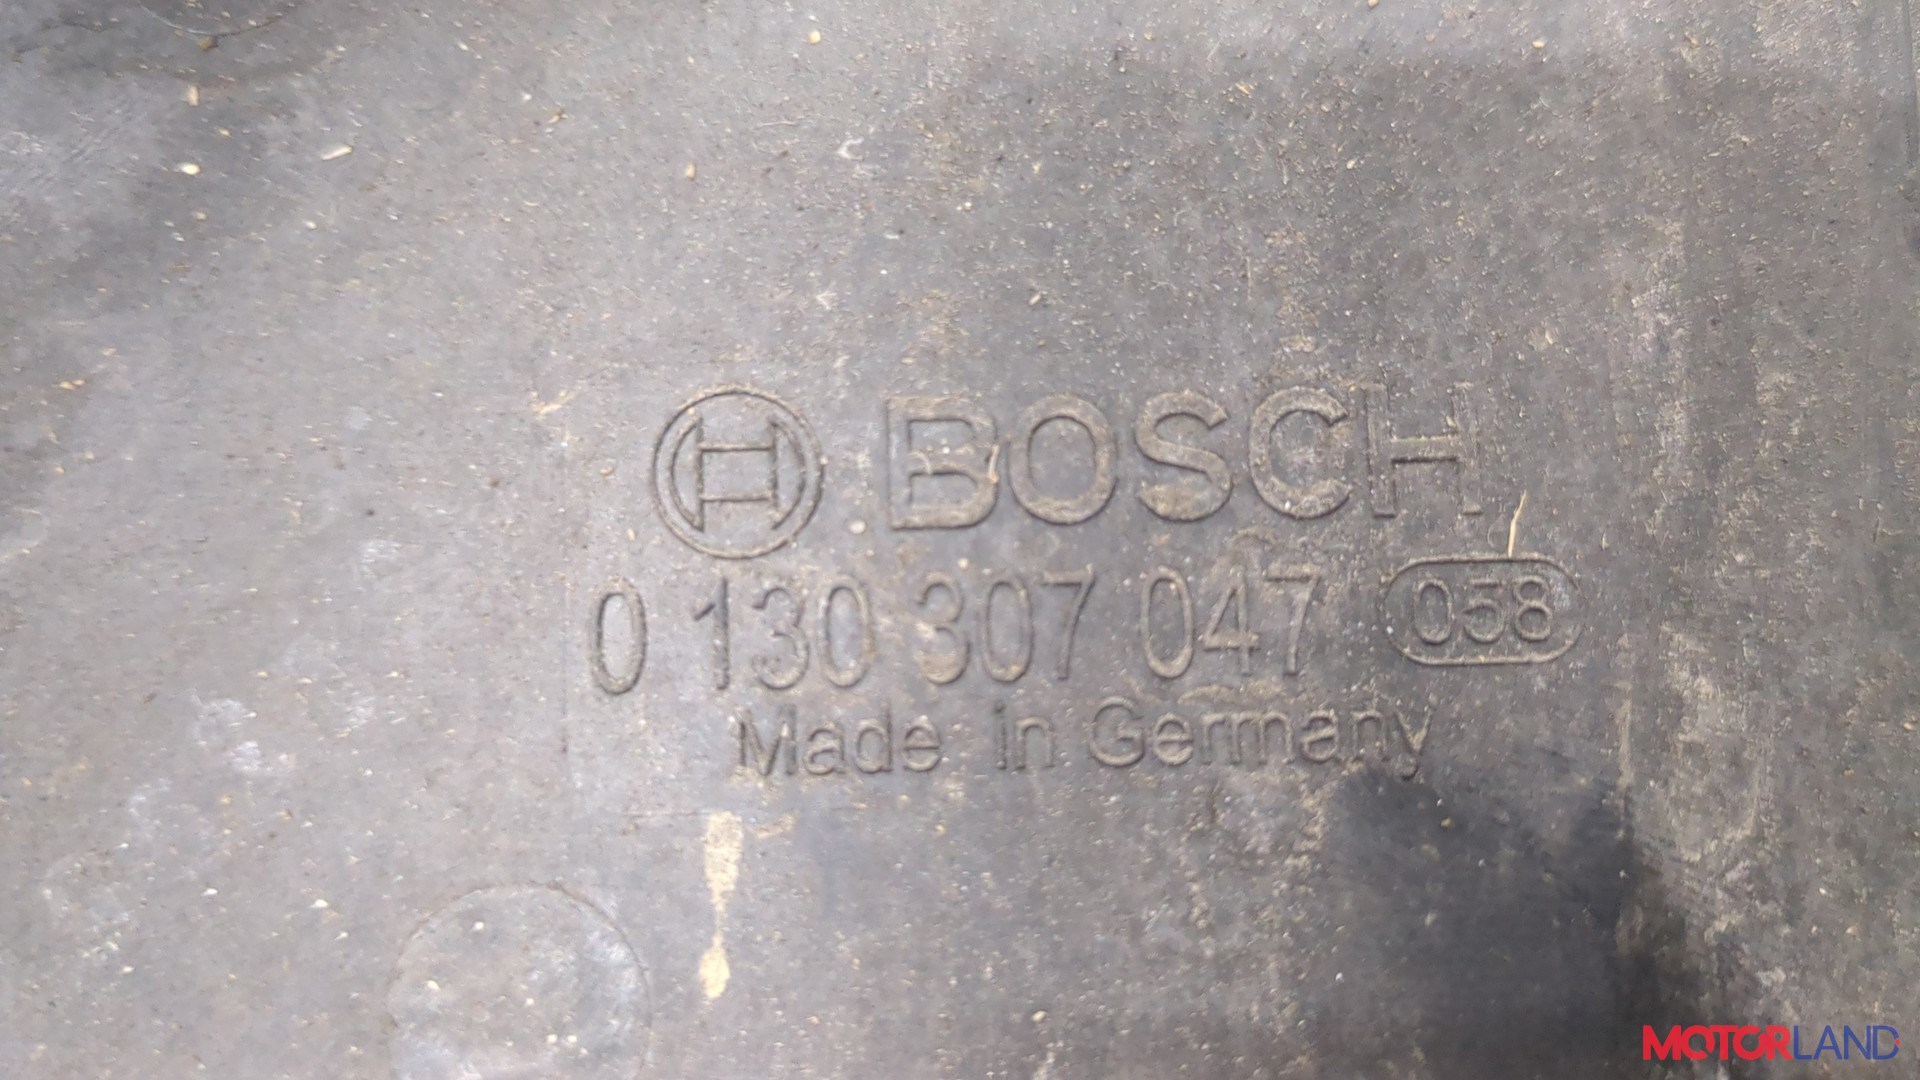 BOSCH
0 130 307 047 058
Made in Germany
MOTORLAND